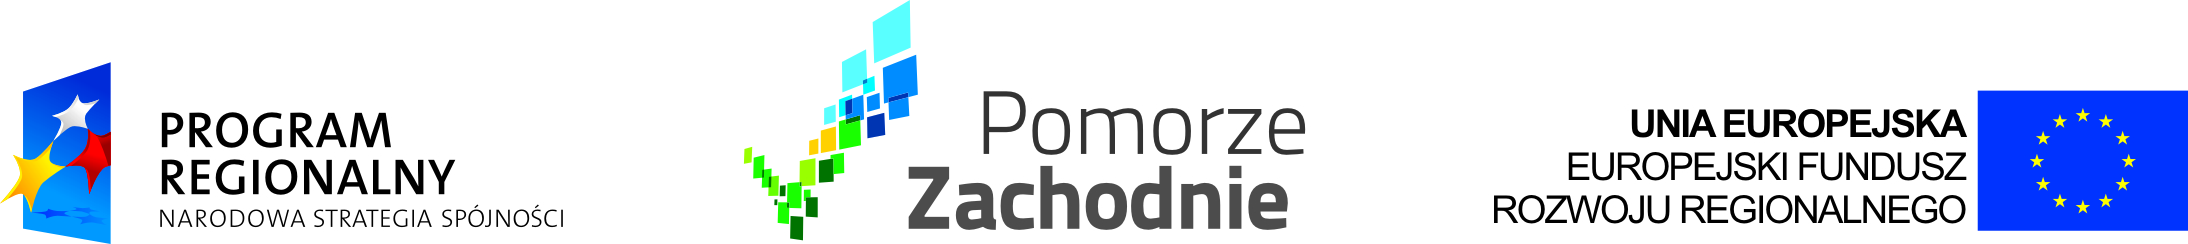 PROGRAM
REGIONALNY
NARODOWA STRATEGIA SPÓJNOŚCI
Pomorze
Zachodnie
UNIA EUROPEJSKA
EUROPEJSKI FUNDUSZ
ROZWOJU REGIONALNEGO